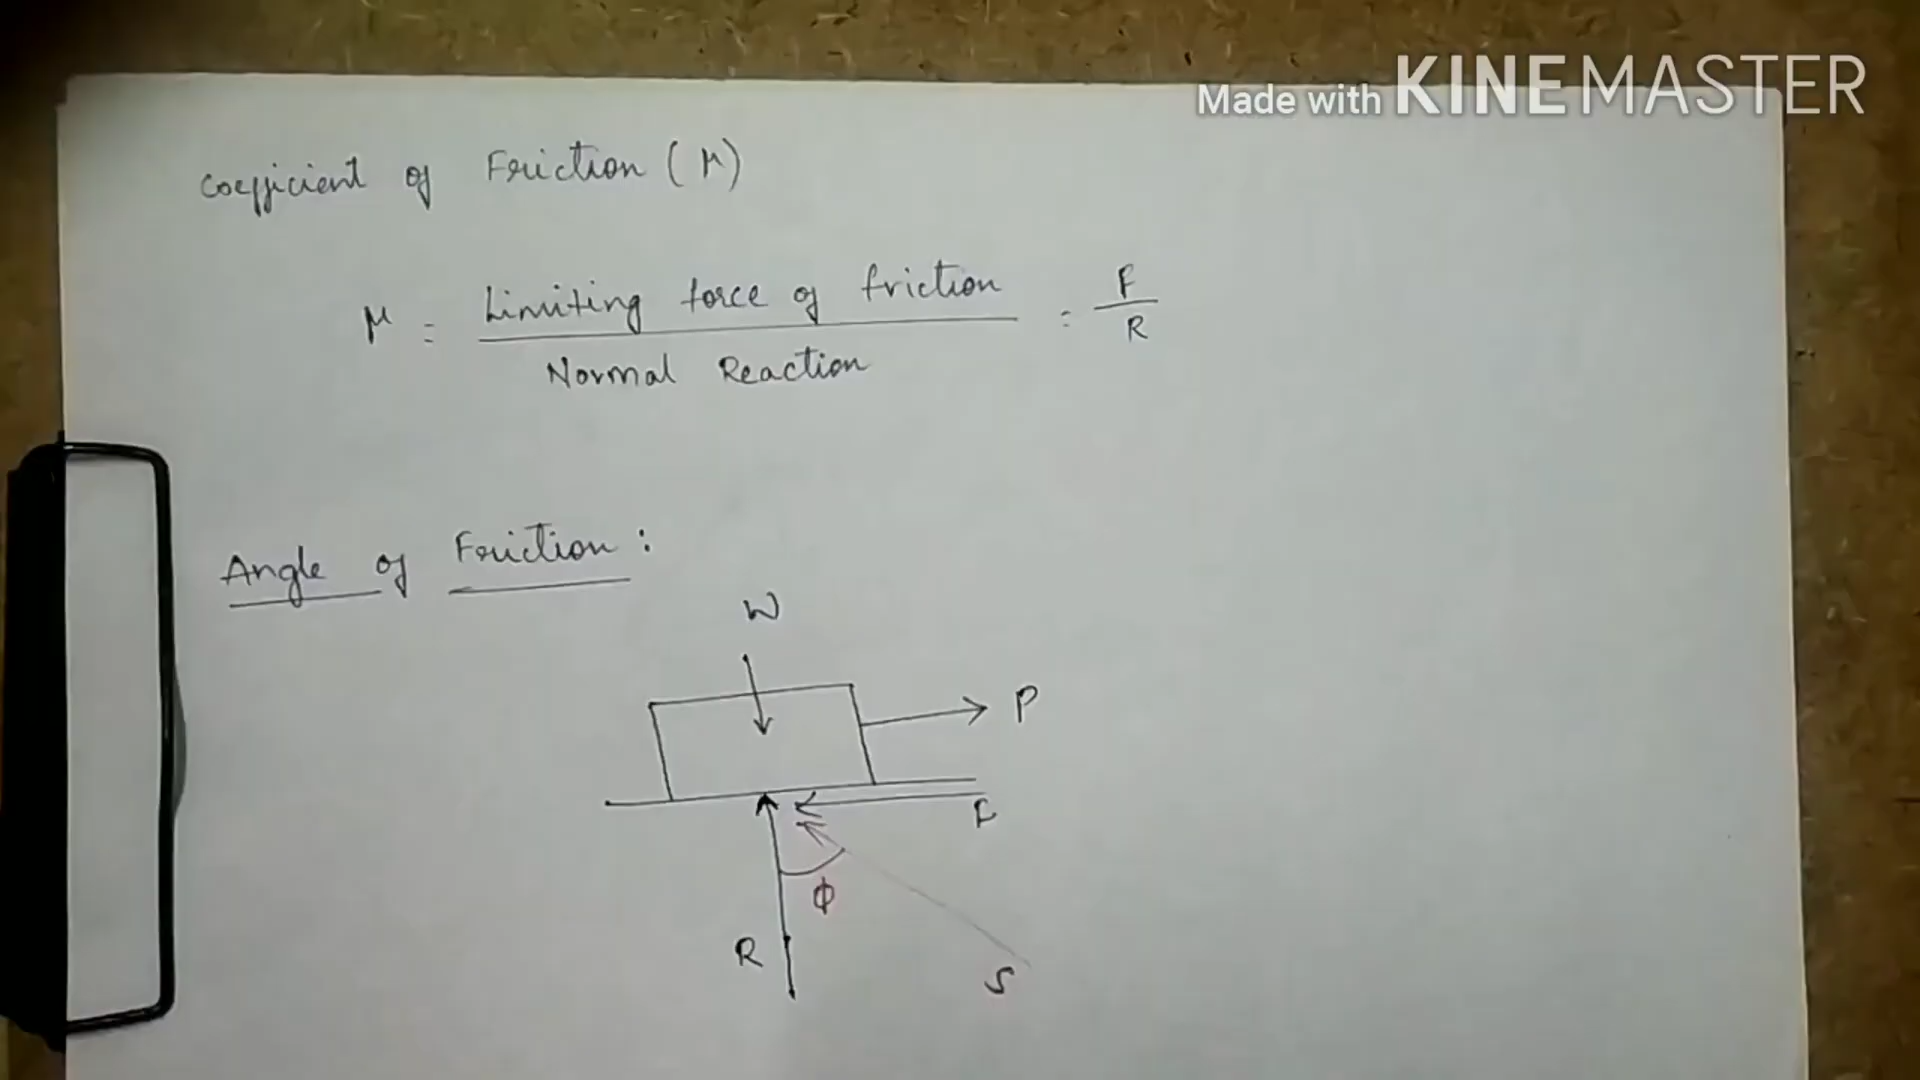 Made with KINEMASTER
Coefficient of Friction (μ)
μ = Limiting force of friction / Normal Reaction = F / R
Angle of Friction :
W
P
F
φ
R
S